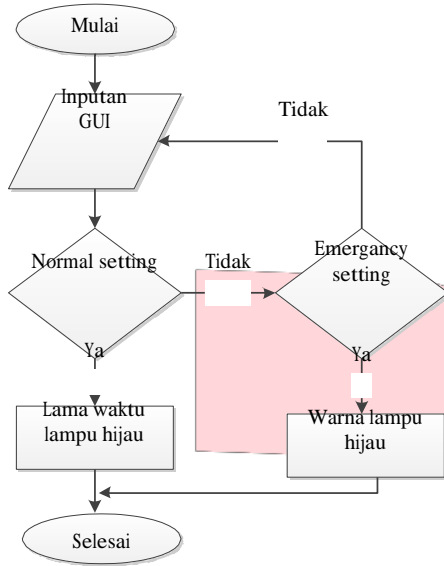 Mulai
Inputan
GUI
Tidak
Normal setting
Tidak
Emergancy
setting
Ya
Ya
Lama waktu
lampu hijau
Warna lampu
hijau
Selesai